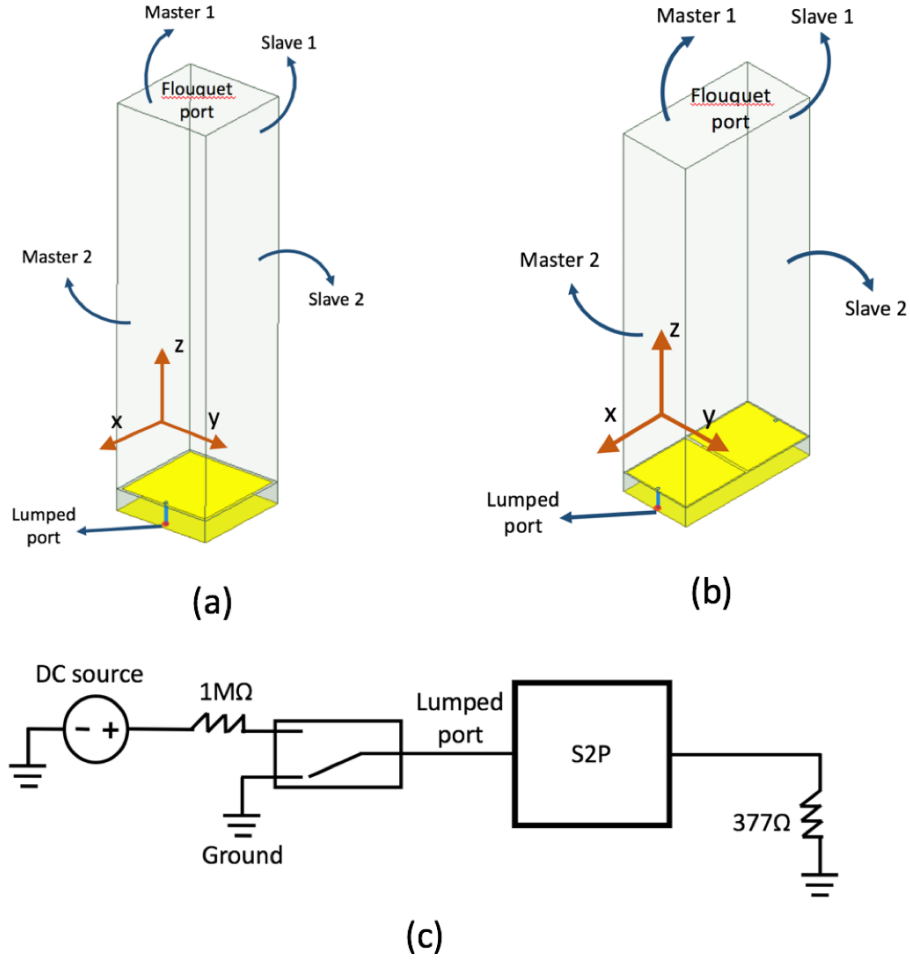 Master 1
Slave 1
Flouquet
port
Master 2
Slave 2
z
x
y
Lumped
port
(a)
Master 1
Slave 1
Flouquet
port
Master 2
Slave 2
z
x
y
Lumped
port
(b)
DC source
1MΩ
- +
Ground
Lumped
port
S2P
377Ω
(c)